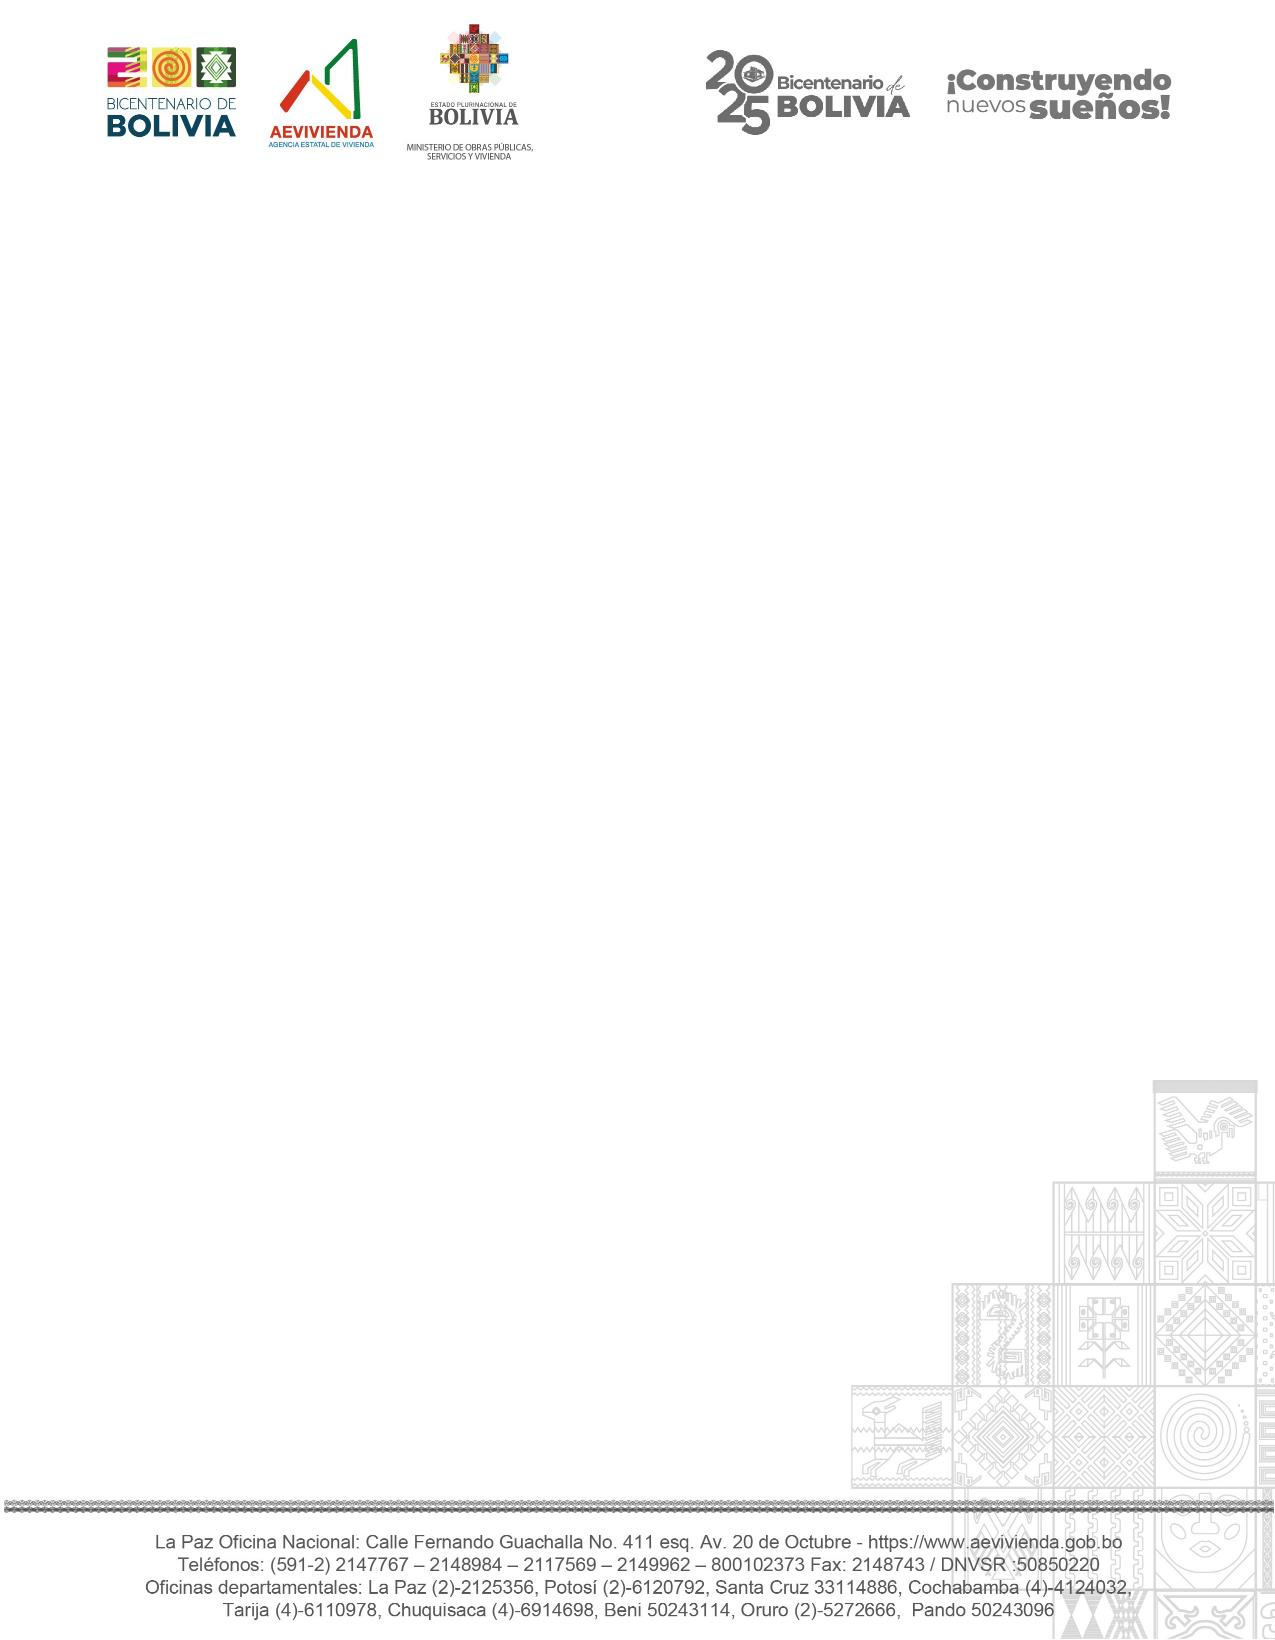 BICENTENARIO DE
BOLIVIA
AEVIVIENDA
AGENCIA ESTATAL DE VIVIENDA
ESTADO PLURINACIONAL DE
BOLIVIA
MINISTERIO DE OBRAS PÚBLICAS,
SERVICIOS Y VIVIENDA
2025 Bicentenario de
BOLIVIA
¡Construyendo
nuevos sueños!
La Paz Oficina Nacional: Calle Fernando Guachalla No. 411 esq. Av. 20 de Octubre - https://www.aevivienda.gob.bo
Teléfonos: (591-2) 2147767 – 2148984 – 2117569 – 2149962 – 800102373 Fax: 2148743 / DNVSR :50850220
Oficinas departamentales: La Paz (2)-2125356, Potosí (2)-6120792, Santa Cruz 33114886, Cochabamba (4)-4124032,
Tarija (4)-6110978, Chuquisaca (4)-6914698, Beni 50243114, Oruro (2)-5272666, Pando 50243096